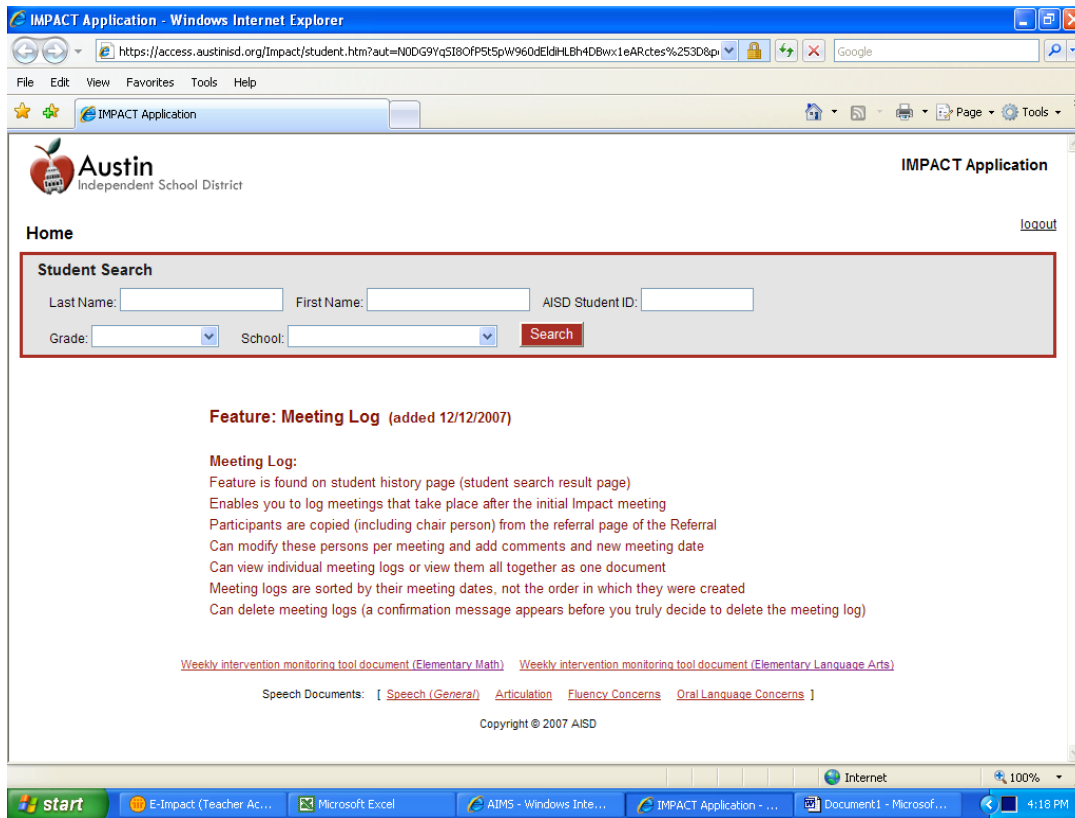 IMPACT Application - Windows Internet Explorer
https://access.austinisd.org/Impact/student.htm?aut=N0DG9YqSI8OfP5t5pW960dEldiHLBh4DBwx1eARctes%253D8p
Google
File Edit View Favorites Tools Help
IMPACT Application
Page Tools
Austin
Independent School District
IMPACT Application
logout
Home
Student Search
Last Name: First Name: AISD Student ID:
Grade: School: Search
Feature: Meeting Log (added 12/12/2007)
Meeting Log:
Feature is found on student history page (student search result page)
Enables you to log meetings that take place after the initial Impact meeting
Participants are copied (including chair person) from the referral page of the Referral
Can modify these persons per meeting and add comments and new meeting date
Can view individual meeting logs or view them all together as one document
Meeting logs are sorted by their meeting dates, not the order in which they were created
Can delete meeting logs (a confirmation message appears before you truly decide to delete the meeting log)
Weekly intervention monitoring tool document (Elementary Math) Weekly intervention monitoring tool document (Elementary Language Arts)
Speech Documents: [ Speech (General) Articulation Fluency Concerns Oral Language Concerns ]
Copyright © 2007 AISD
Internet 100%
start E-Impact (Teacher Ac... Microsoft Excel AIMS - Windows Inte... IMPACT Application - ... Document1 - Microsof... 4:18 PM